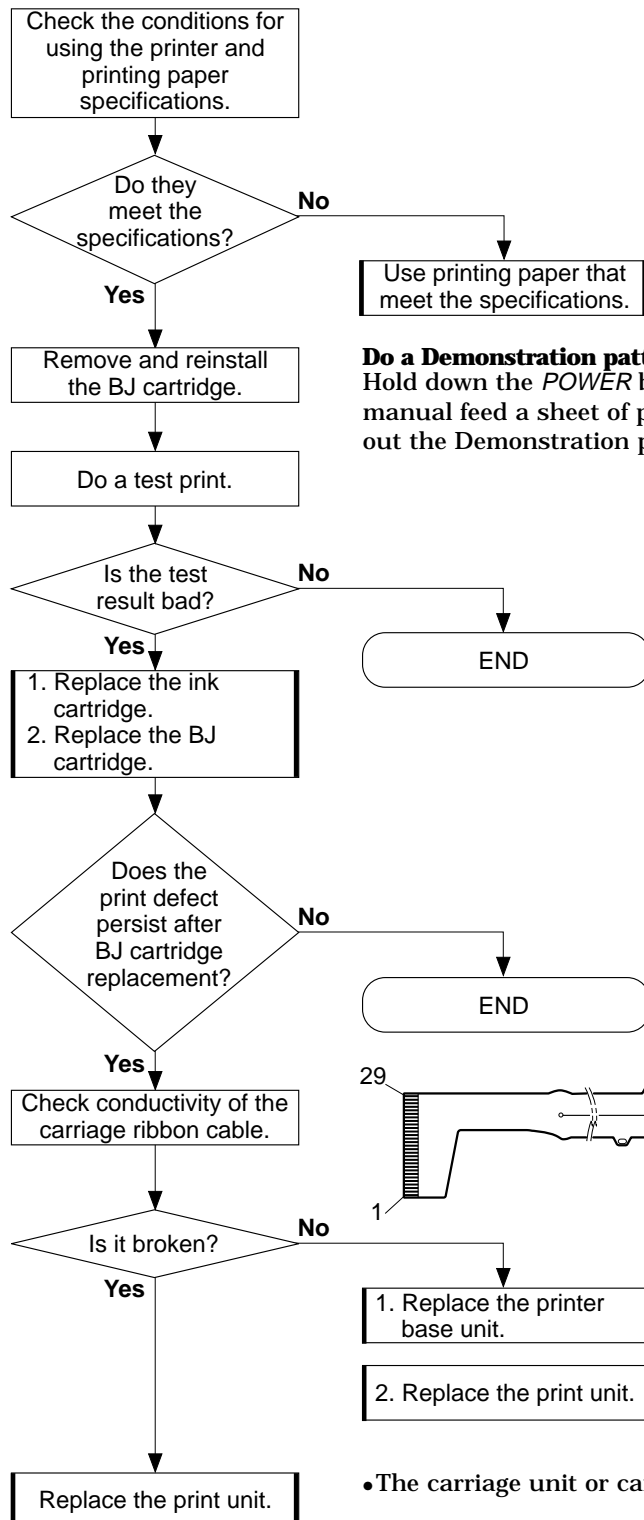 Check the conditions for
using the printer and
printing paper
specifications.
Do they
meet the
specifications?
No
Yes
Use printing paper that
meet the specifications.
Remove and reinstall
the BJ cartridge.
Do a Demonstration
Hold down the POWER
manual feed a sheet of
out the Demonstration
Do a test print.
Is the test
result bad?
No
Yes
END
1. Replace the ink
cartridge.
2. Replace the BJ
cartridge.
Does the
print defect
persist after
BJ cartridge
replacement?
No
Yes
END
Check conductivity of the
carriage ribbon cable.
29
1
Is it broken?
No
Yes
1. Replace the printer
base unit.
2. Replace the print unit.
Replace the print unit.
•The carriage unit or